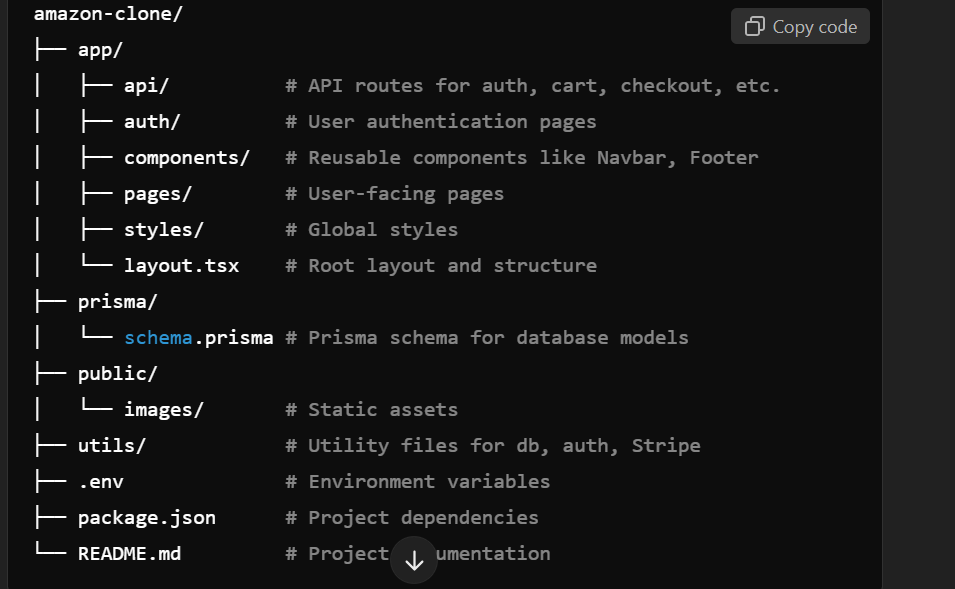 amazon-clone/
Copy code
├── app/
│   ├── api/          # API routes for auth, cart, checkout, etc.
│   ├── auth/         # User authentication pages
│   ├── components/   # Reusable components like Navbar, Footer
│   ├── pages/        # User-facing pages
│   ├── styles/       # Global styles
│   └── layout.tsx    # Root layout and structure
├── prisma/
│   └── schema.prisma # Prisma schema for database models
├── public/
│   └── images/       # Static assets
├── utils/            # Utility files for db, auth, Stripe
├── .env              # Environment variables
├── package.json      # Project dependencies
└── README.md         # Project umentation